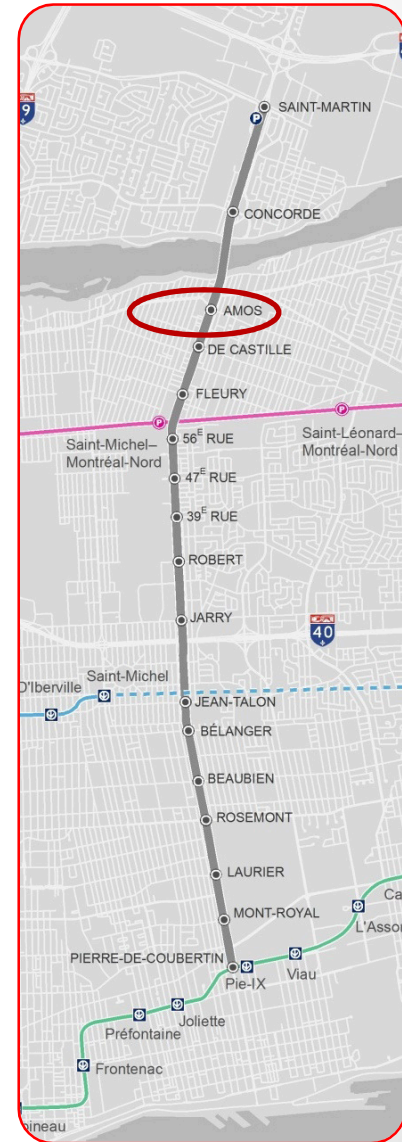 9
SAINT-MARTIN
P
CONCORDE
AMOS
DE CASTILLE
FLEURY
P
P
56E RUE
Saint-Michel–
Montréal-Nord
Saint-Léonard–
Montréal-Nord
47E RUE
39E RUE
ROBERT
JARRY
40
Saint-Michel
D'Iberville
JEAN-TALON
BÉLANGER
BEAUBIEN
ROSEMONT
LAURIER
Ca
MONT-ROYAL
L'Assor
PIERRE-DE-COUBERTIN
Pie-IX
Viau
Joliette
Préfontaine
Frontenac
pineau